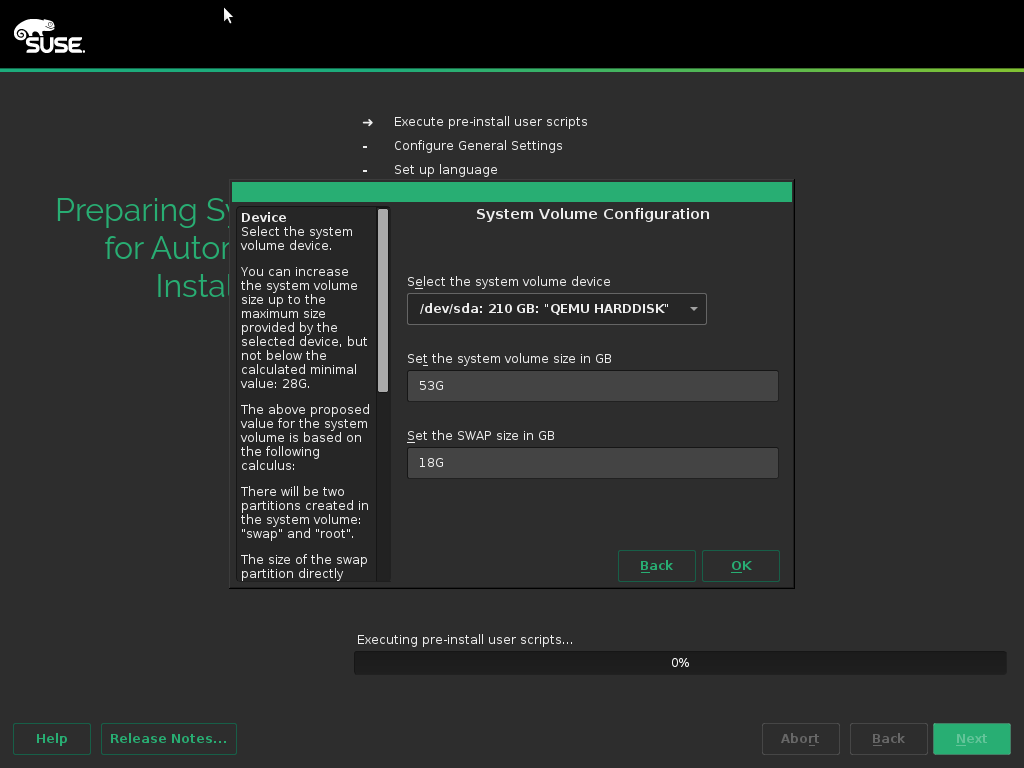 SUSE.
➔ Execute pre-install user scripts
- Configure General Settings
- Set up language
Preparing Sy
for Autor
Instal
System Volume Configuration
Device
Select the system
volume device.
You can increase
the system volume
size up to the
maximum size
provided by the
selected device, but
not below the
calculated minimal
value: 28G.
The above proposed
value for the system
volume is based on
the following
calculus:
There will be two
partitions created in
the system volume:
"swap" and "root".
The size of the swap
partition directly
Select the system volume device
/dev/sda: 210 GB: "QEMU HARDDISK"
Set the system volume size in GB
53G
Set the SWAP size in GB
18G
Back OK
Executing pre-install user scripts...
0%
Help Release Notes... Abort Back Next